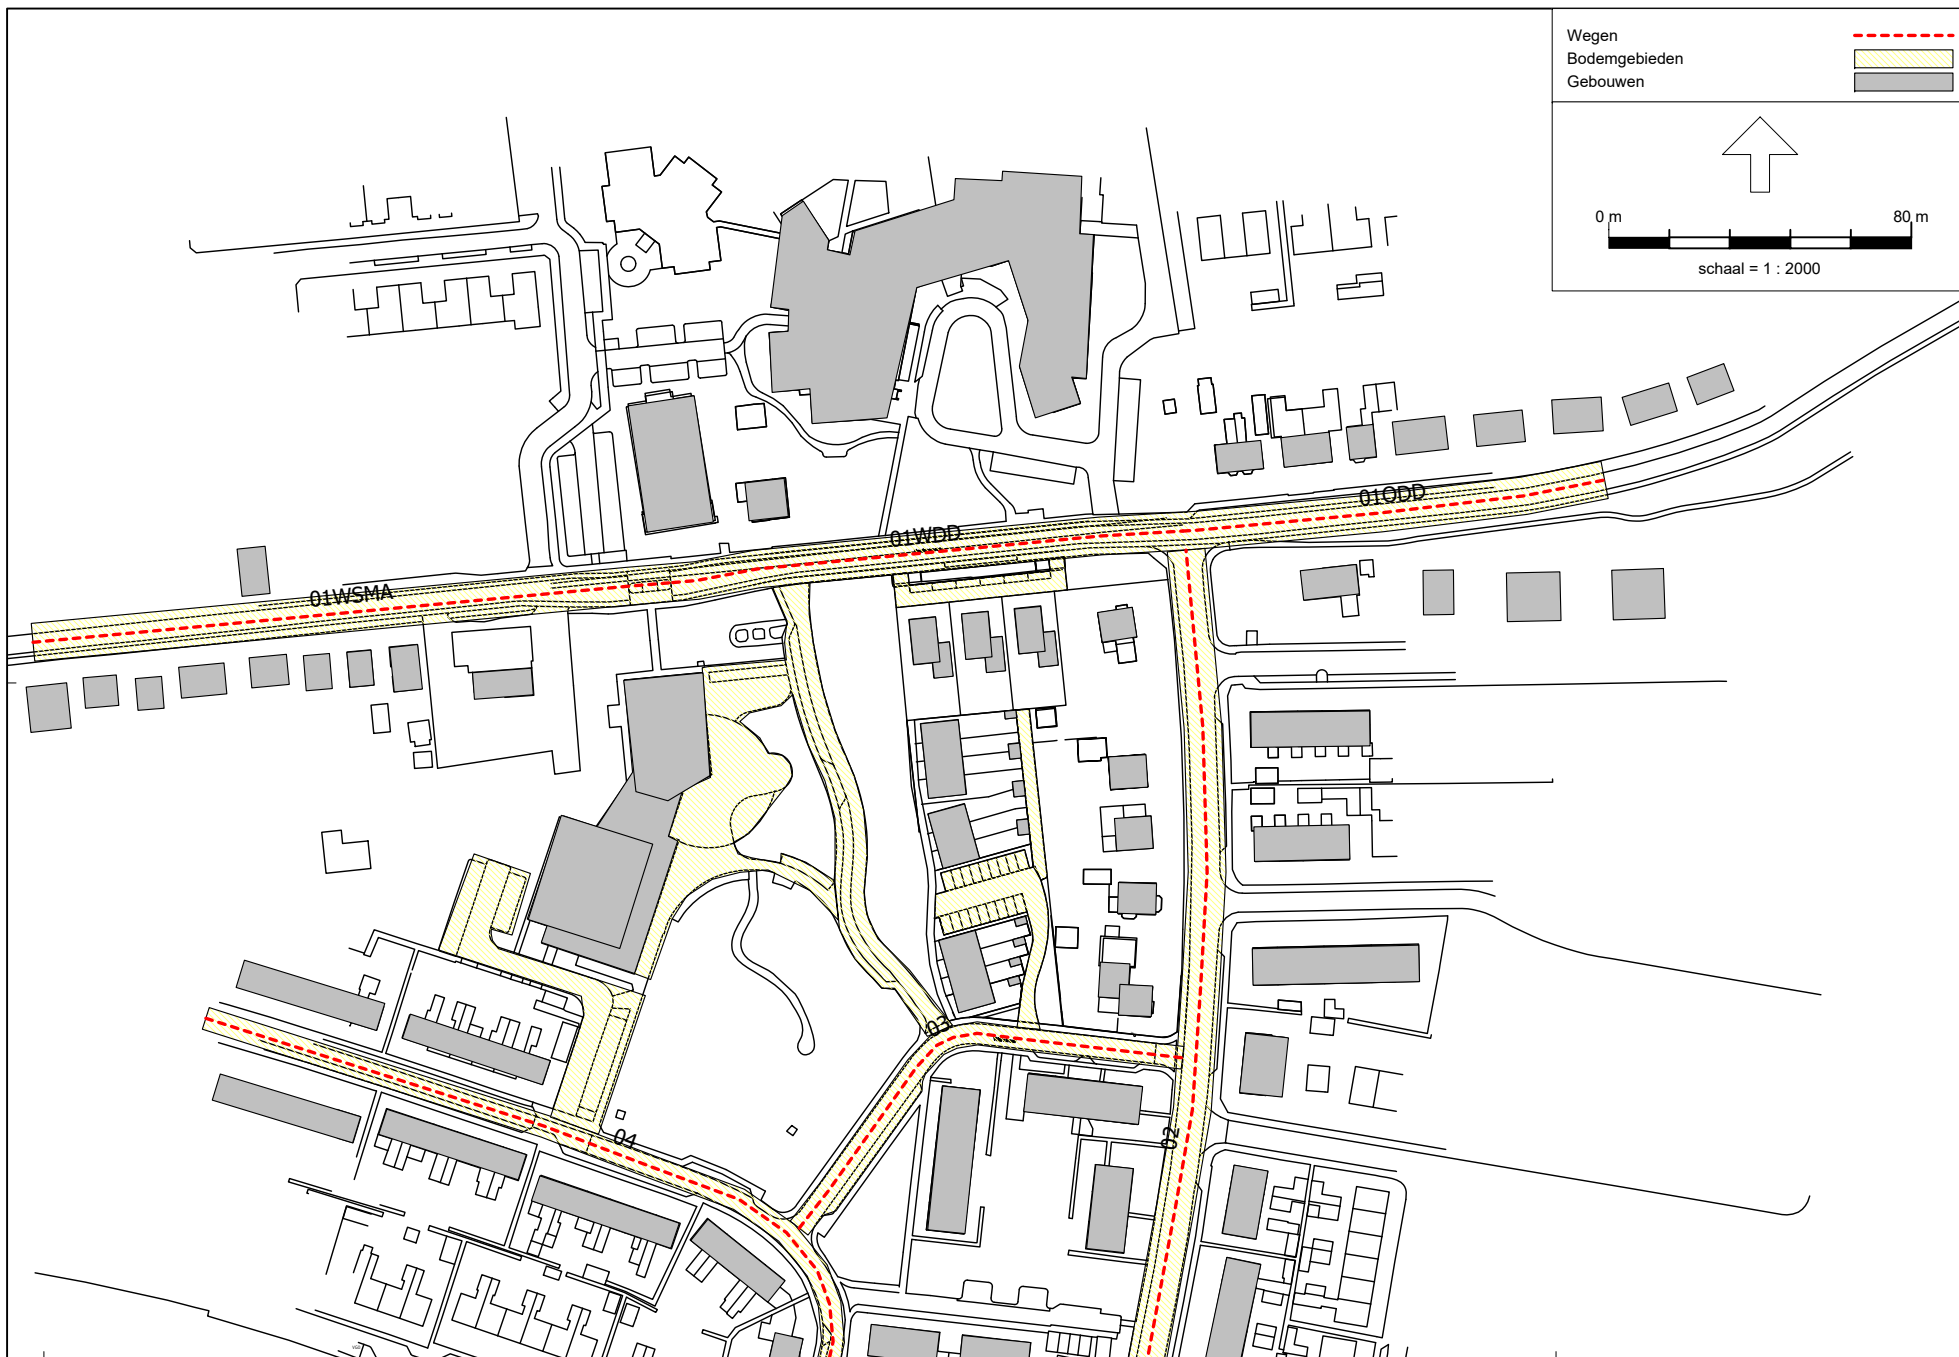 Wegen
Bodemgebieden
Gebouwen
0 m 80 m
schaal = 1 : 2000
01ODD
01WDD
01WSMA
03
04
02